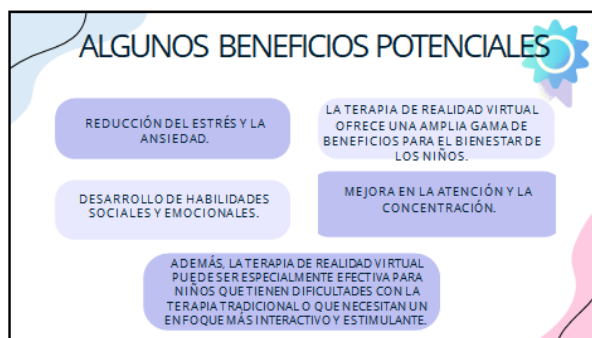 ALGUNOS BENEFICIOS POTENCIALES
REDUCCIÓN DEL ESTRÉS Y LA
ANSIEDAD.
LA TERAPIA DE REALIDAD VIRTUAL
OFRECE UNA AMPLIA GAMA DE
BENEFICIOS PARA EL BIENESTAR DE
LOS NIÑOS.
DESARROLLO DE HABILIDADES
SOCIALES Y EMOCIONALES.
MEJORA EN LA ATENCIÓN Y LA
CONCENTRACIÓN.
ADEMÁS, LA TERAPIA DE REALIDAD VIRTUAL
PUEDE SER ESPECIALMENTE EFECTIVA PARA
NIÑOS QUE TIENEN DIFICULTADES CON LA
TERAPIA TRADICIONAL O QUE NECESITAN UN
ENFOQUE MÁS INTERACTIVO Y ESTIMULANTE.